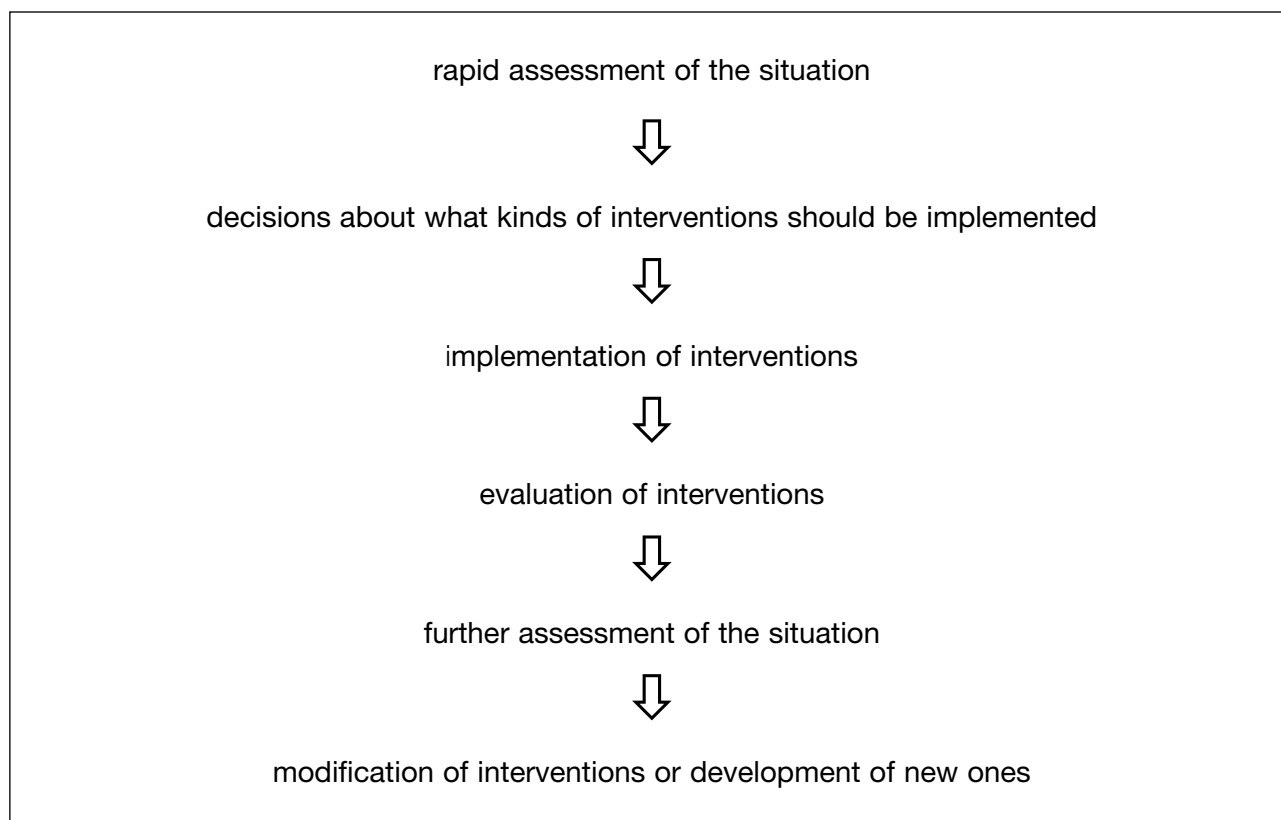 rapid assessment of the situation
decisions about what kinds of interventions should be implemented
implementation of interventions
evaluation of interventions
further assessment of the situation
modification of interventions or development of new ones